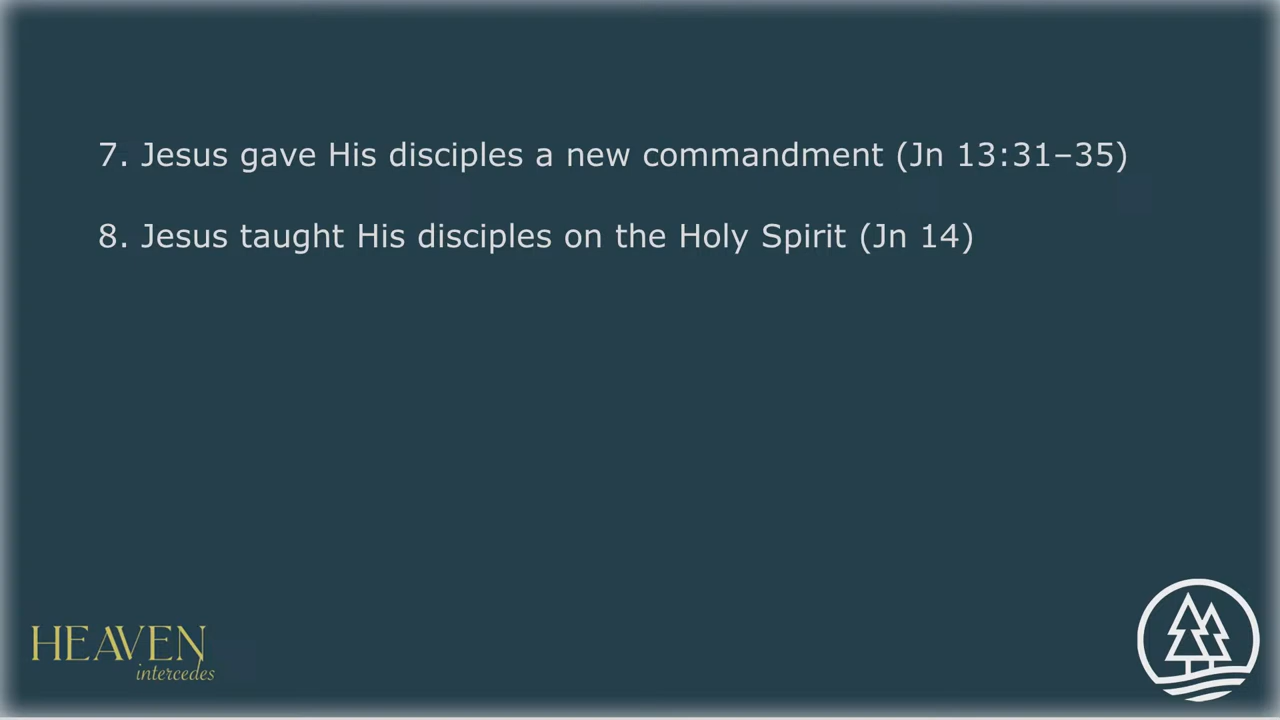 7. Jesus gave His disciples a new commandment (Jn 13:31–35)
8. Jesus taught His disciples on the Holy Spirit (Jn 14)
HEAVEN
intercedes